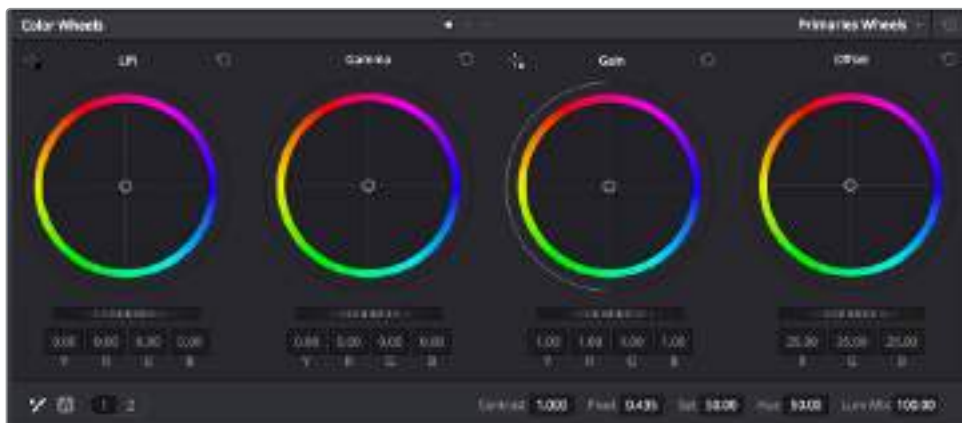 Color Wheels Primaries Wheels
Lift Gamma Gain Offset
0.00 0.00 0.00 0.00 0.00 0.00 0.00 0.00 1.00 1.00 1.00 25.00 25.00 25.00
Y Y Y
1 2 Contrast 1.000 Pivot 0.435 Sat 50.00 Hue 50.00 Lum Mix 100.00